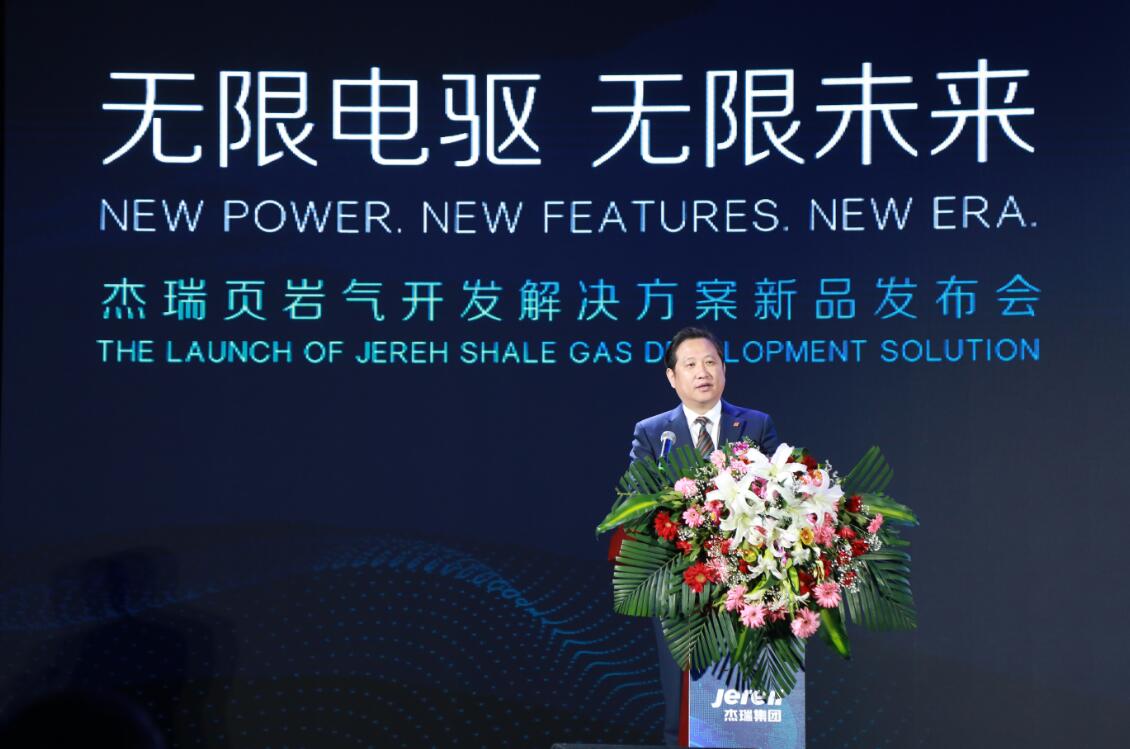 无限电驱 无限未来
NEW POWER. NEW FEATURES. NEW ERA.
杰瑞页岩气开发解决方案新品发布会
THE LAUNCH OF JEREH SHALE GAS SOLUTION
杰瑞集团